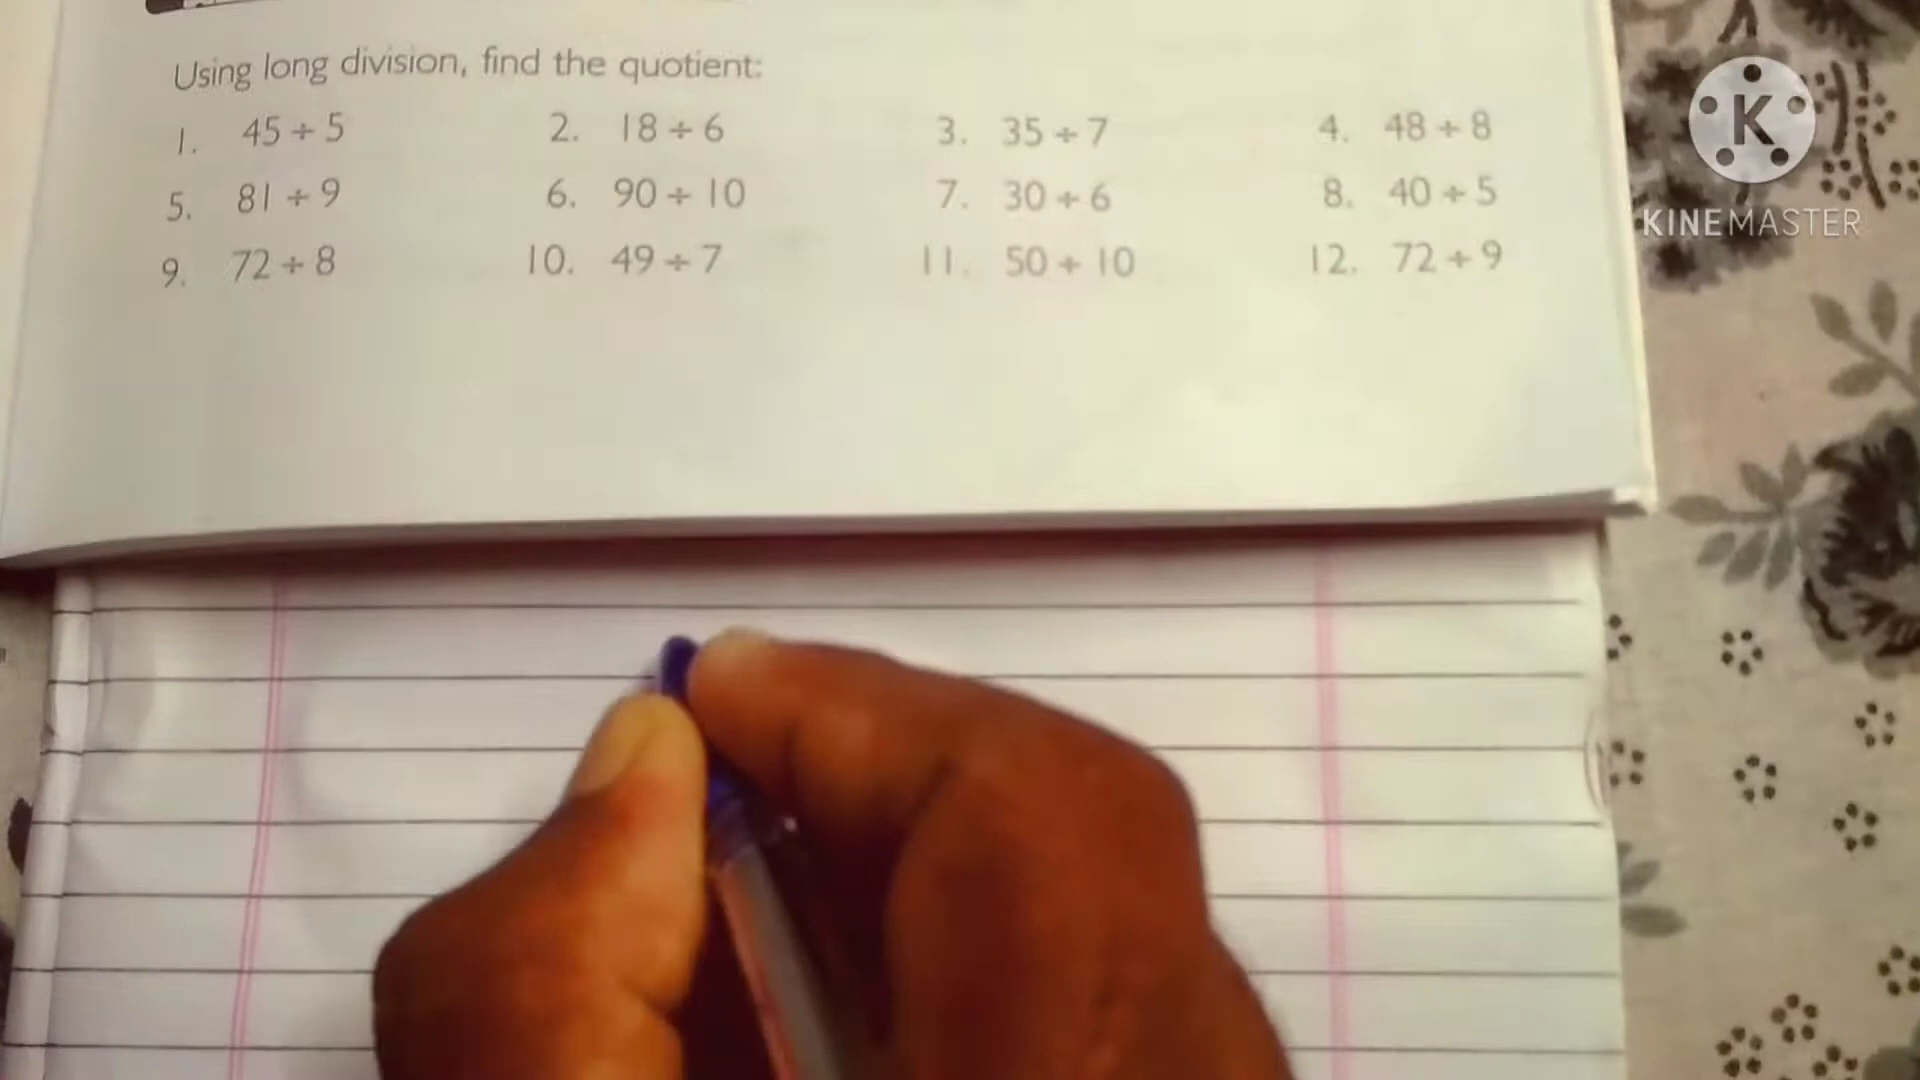 Using long division, find the quotient:
1. 45 ÷ 5 2. 18 ÷ 6 3. 35 ÷ 7 4. 48 ÷ 8
5. 81 ÷ 9 6. 90 ÷ 10 7. 30 ÷ 6 8. 40 ÷ 5
9. 72 ÷ 8 10. 49 ÷ 7 11. 50 ÷ 10 12. 72 ÷ 9
K
KINEMASTER